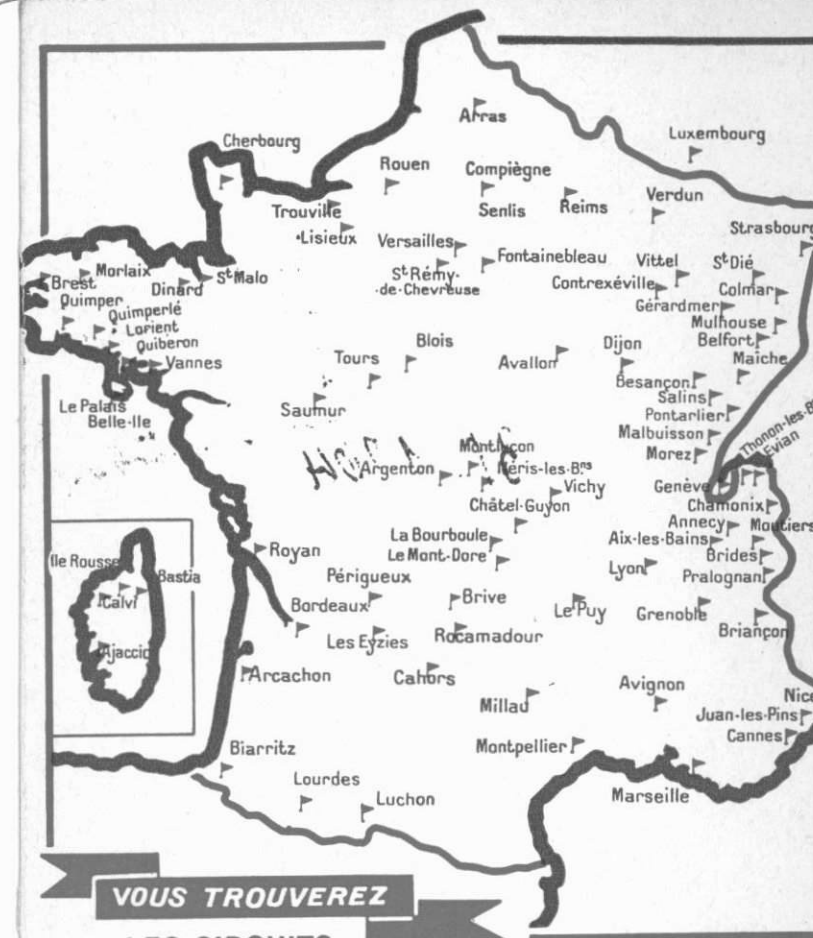 Arras
Cherbourg
Luxembourg
Rouen
Compiègne
Senlis
Reims
Verdun
Trouville
Lisieux
Versailles
Fontainebleau
Strasbourg
St Rémy-
-de-Chevreuse
Vittel
St Dié
Contrexéville
Colmar
Gérardmer
Brest
Morlaix
Dinard
St Malo
Quimper
Quimperlé
Lorient
Quiberon
Vannes
Mulhouse
Belfort
Maîche
Blois
Tours
Avallon
Dijon
Besançon
Salins
Pontarlier
Le Palais
Belle-Ile
Saumur
Malbuisson
Morez
Thonon-les-B
Evian
Montluçon
Argenton
Néris-les-Bns
Vichy
Genève
Châtel-Guyon
Chamonix
Annecy
Moutiers
La Bourboule
Le Mont-Dore
Aix-les-Bains
Brides
Royan
Lyon
Pralognan
Ile Rousse
Bastia
Calvi
Ajaccio
Périgueux
Bordeaux
Brive
Le Puy
Grenoble
Briançon
Les Eyzies
Rocamadour
Arcachon
Cahors
Millau
Avignon
Nice
Juan-les-Pins
Cannes
Montpellier
Biarritz
Lourdes
Luchon
Marseille
VOUS TROUVEREZ
LES CIRCUITS